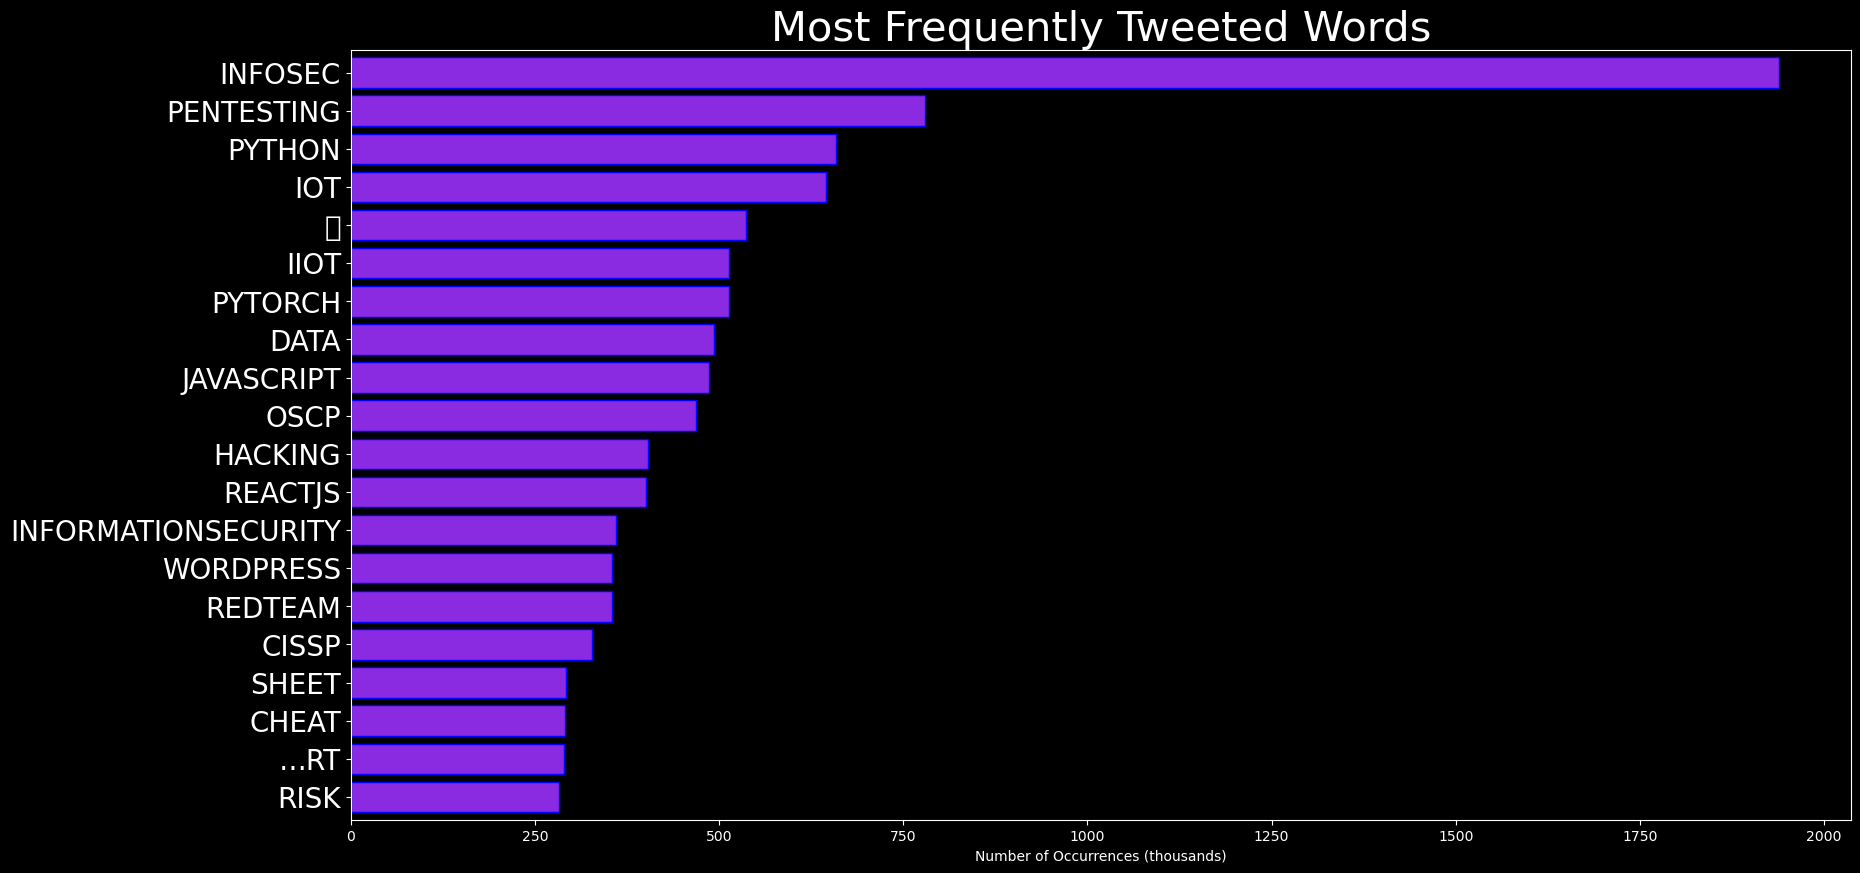 Most Frequently Tweeted Words
INFOSEC
PENTESTING
PYTHON
IOT
IIOT
PYTORCH
DATA
JAVASCRIPT
OSCP
HACKING
REACTJS
INFORMATIONSECURITY
WORDPRESS
REDTEAM
CISSP
SHEET
CHEAT
…RT
RISK
0 250 500 750 1000 1250 1500 1750 2000
Number of Occurrences (thousands)